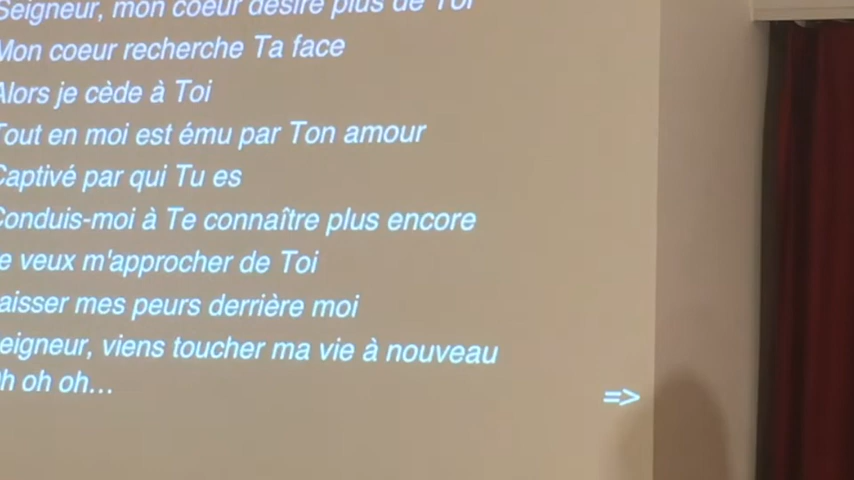 Seigneur, mon coeur désire plus de Toi
Mon coeur recherche Ta face
Alors je cède à Toi
Tout en moi est ému par Ton amour
Captivé par qui Tu es
Conduis-moi à Te connaître plus encore
e veux m'approcher de Toi
aisser mes peurs derrière moi
eigneur, viens toucher ma vie à nouveau
h oh oh...
=>